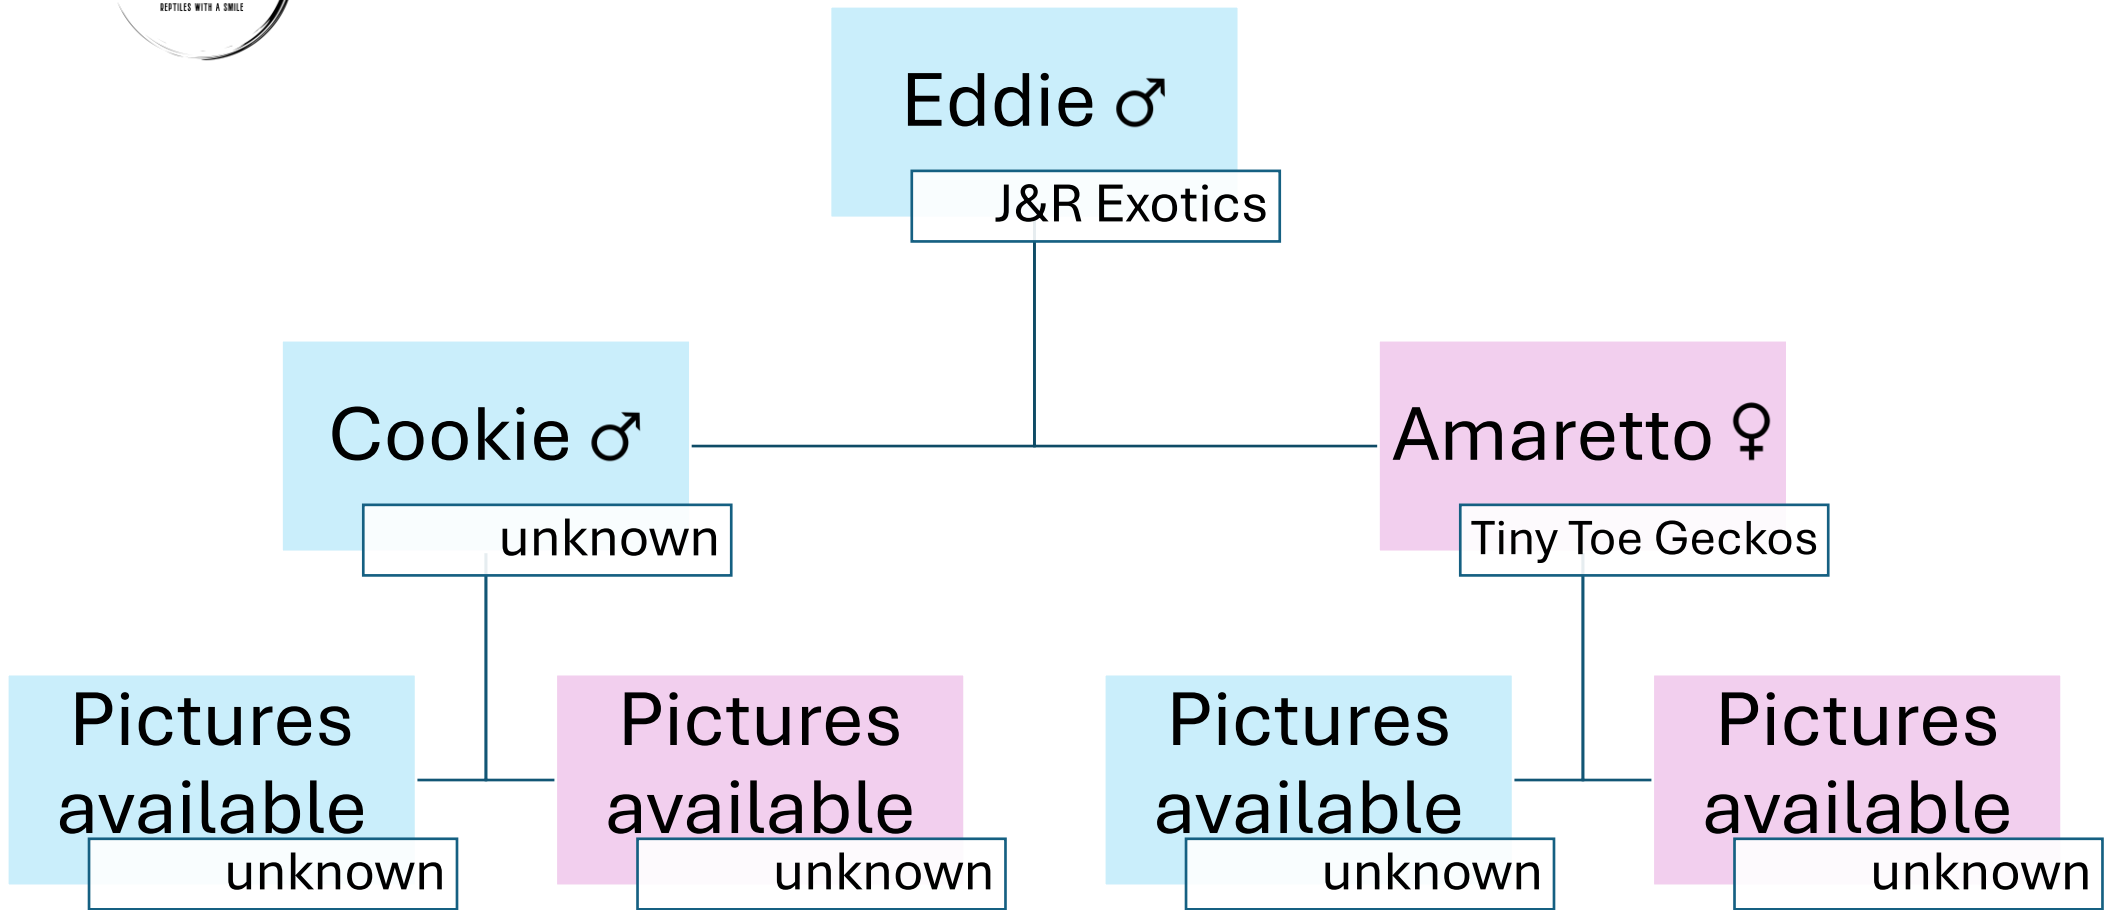 REPTILES WITH A SMILE
Eddie ♂
J&R Exotics
Cookie ♂
Amaretto ♀
unknown
Tiny Toe Geckos
Pictures
available
unknown
Pictures
available
unknown
Pictures
available
unknown
Pictures
available
unknown